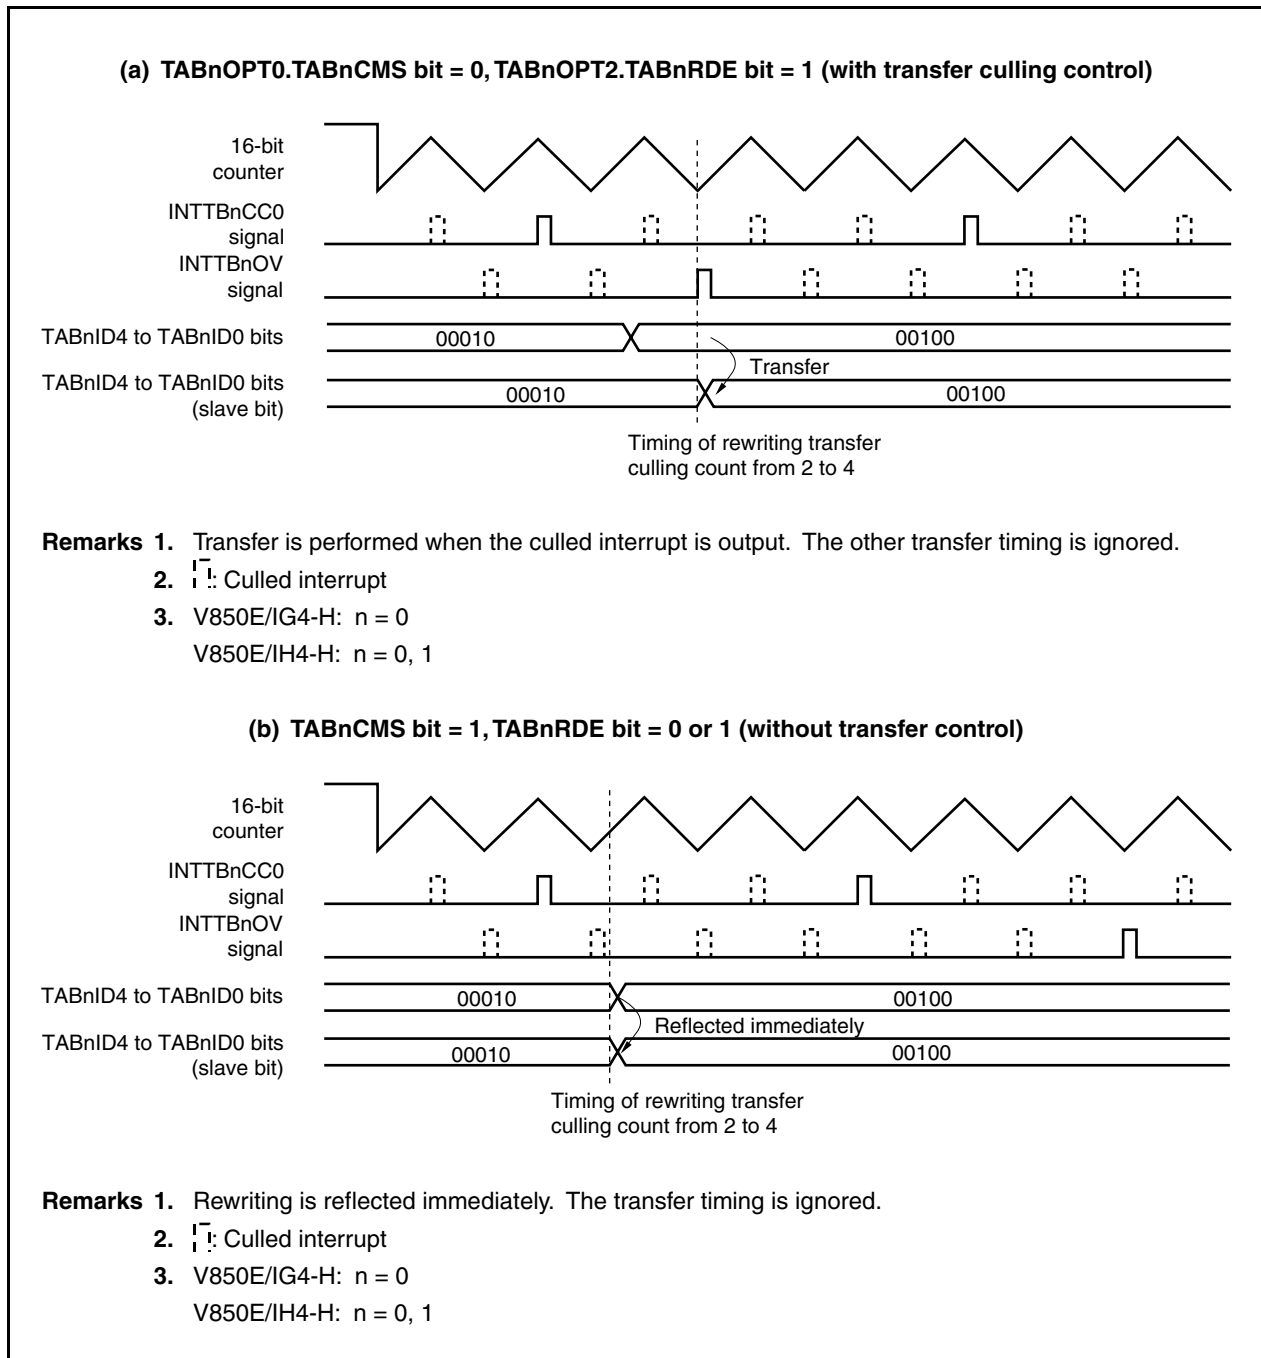 (a) TABnOPT0.TABnCMS bit = 0, TABnOPT2.TABnRDE bit = 1 (with transfer culling control)
16-bit
counter
INTTBnCC0
signal
INTTBnOV
signal
TABnID4 to TABnID0 bits
00010
00100
Transfer
TABnID4 to TABnID0 bits
(slave bit)
00010
00100
Timing of rewriting transfer
culling count from 2 to 4
Remarks 1. Transfer is performed when the culled interrupt is output. The other transfer timing is ignored.
2. : Culled interrupt
3. V850E/IG4-H: n = 0
V850E/IH4-H: n = 0, 1
(b) TABnCMS bit = 1, TABnRDE bit = 0 or 1 (without transfer control)
16-bit
counter
INTTBnCC0
signal
INTTBnOV
signal
TABnID4 to TABnID0 bits
00010
00100
Reflected immediately
TABnID4 to TABnID0 bits
(slave bit)
00010
00100
Timing of rewriting transfer
culling count from 2 to 4
Remarks 1. Rewriting is reflected immediately. The transfer timing is ignored.
2. : Culled interrupt
3. V850E/IG4-H: n = 0
V850E/IH4-H: n = 0, 1